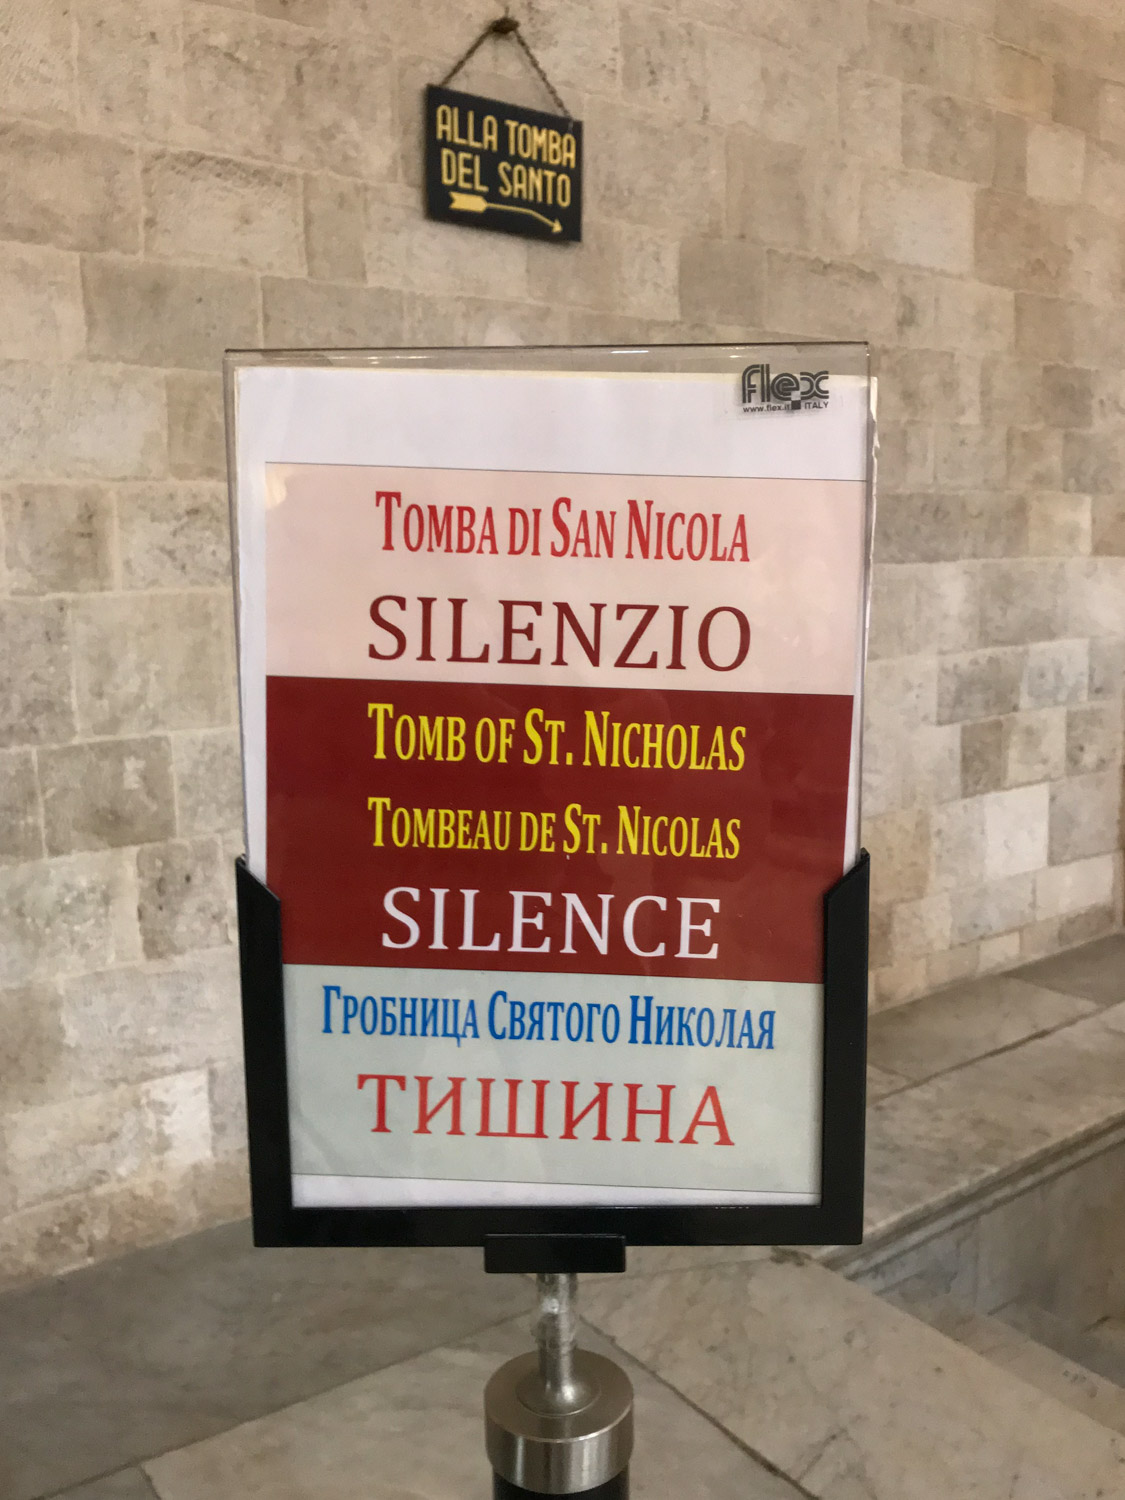 ALLA TOMBA
DEL SANTO
flex
www.flex.it ITALY
TOMBA DI SAN NICOLA
SILENZIO
TOMB OF ST. NICHOLAS
TOMBEAU DE ST. NICOLAS
SILENCE
ГРОБНИЦА СВЯТОГО НИКОЛАЯ
ТИШИНА